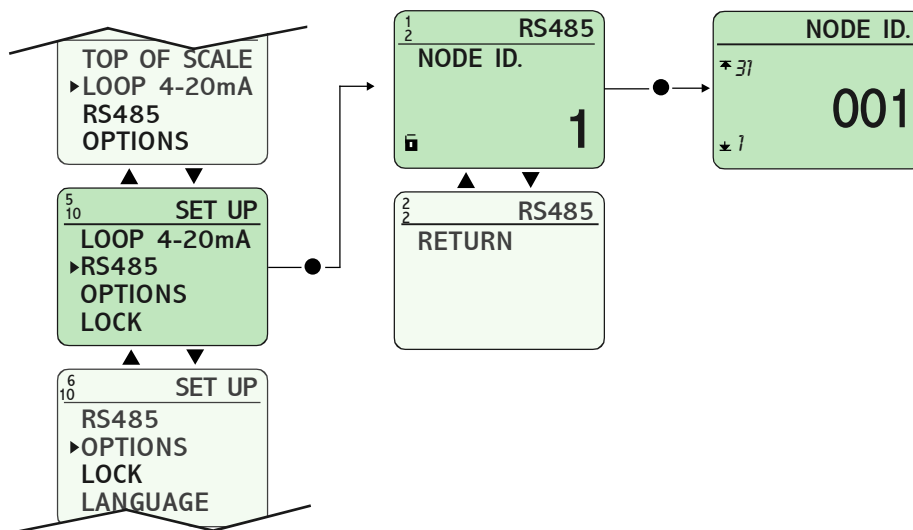 TOP OF SCALE
LOOP 4-20mA
RS485
OPTIONS
5
10
SET UP
LOOP 4-20mA
RS485
OPTIONS
LOCK
6
10
SET UP
RS485
OPTIONS
LOCK
LANGUAGE
1
2
RS485
NODE ID.
1
2
2
RS485
RETURN
NODE ID.
31
001
1